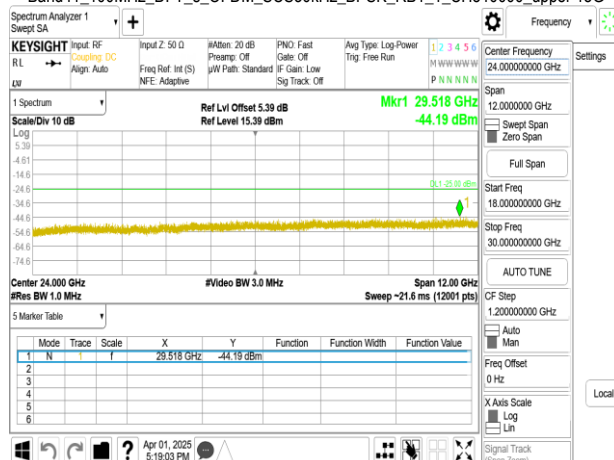 Spectrum Analyzer 1
Swept SA
Frequency
Settings
KEYSIGHT
Input: RF
Coupling: DC
Align: Auto
Input Z: 50 Ω
Freq Ref: Int (S)
NFE: Adaptive
#Atten: 20 dB
Preamp: Off
µW Path: Standard
PNO: Fast
Gate: Off
IF Gain: Low
Sig Track: Off
Avg Type: Log-Power
Trig: Free Run
1 2 3 4 5 6
M W W W W W
P N N N N N
RL
LXI
1 Spectrum
Scale/Div 10 dB
Ref Lvl Offset 5.39 dB
Ref Level 15.39 dBm
Mkr1 29.518 GHz
-44.19 dBm
Log
5.39
-4.61
-14.6
-24.6
-34.6
-44.6
-54.6
-64.6
-74.6
DL1 -25.00 dBm
1
Center 24.000 GHz
#Video BW 3.0 MHz
Span 12.00 GHz
#Res BW 1.0 MHz
Sweep ~21.6 ms (12001 pts)
5 Marker Table
Mode Trace Scale X Y Function Function Width Function Value
1 N 1 f 29.518 GHz -44.19 dBm
2
3
4
5
6
Apr 01, 2025
5:19:03 PM
Center Frequency
24.000000000 GHz
Span
12.0000000 GHz
Swept Span
Zero Span
Full Span
Start Freq
18.000000000 GHz
Stop Freq
30.000000000 GHz
AUTO TUNE
CF Step
1.200000000 GHz
Auto
Man
Freq Offset
0 Hz
X Axis Scale
Log
Lin
Signal Track
Local